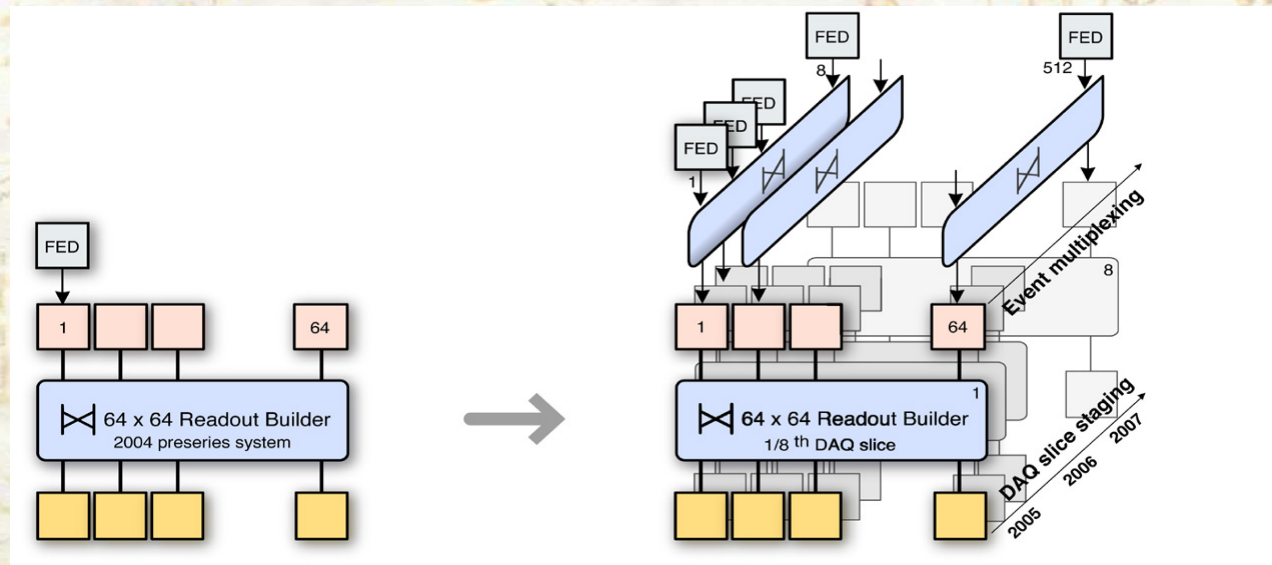 FED
1
64
64 x 64 Readout Builder
2004 preseries system
FED
8
FED
512
FED
FED
FED
1
8
Event multiplexing
1
64
1
64 x 64 Readout Builder
1/8 th DAQ slice
DAQ slice staging
2005
2006
2007